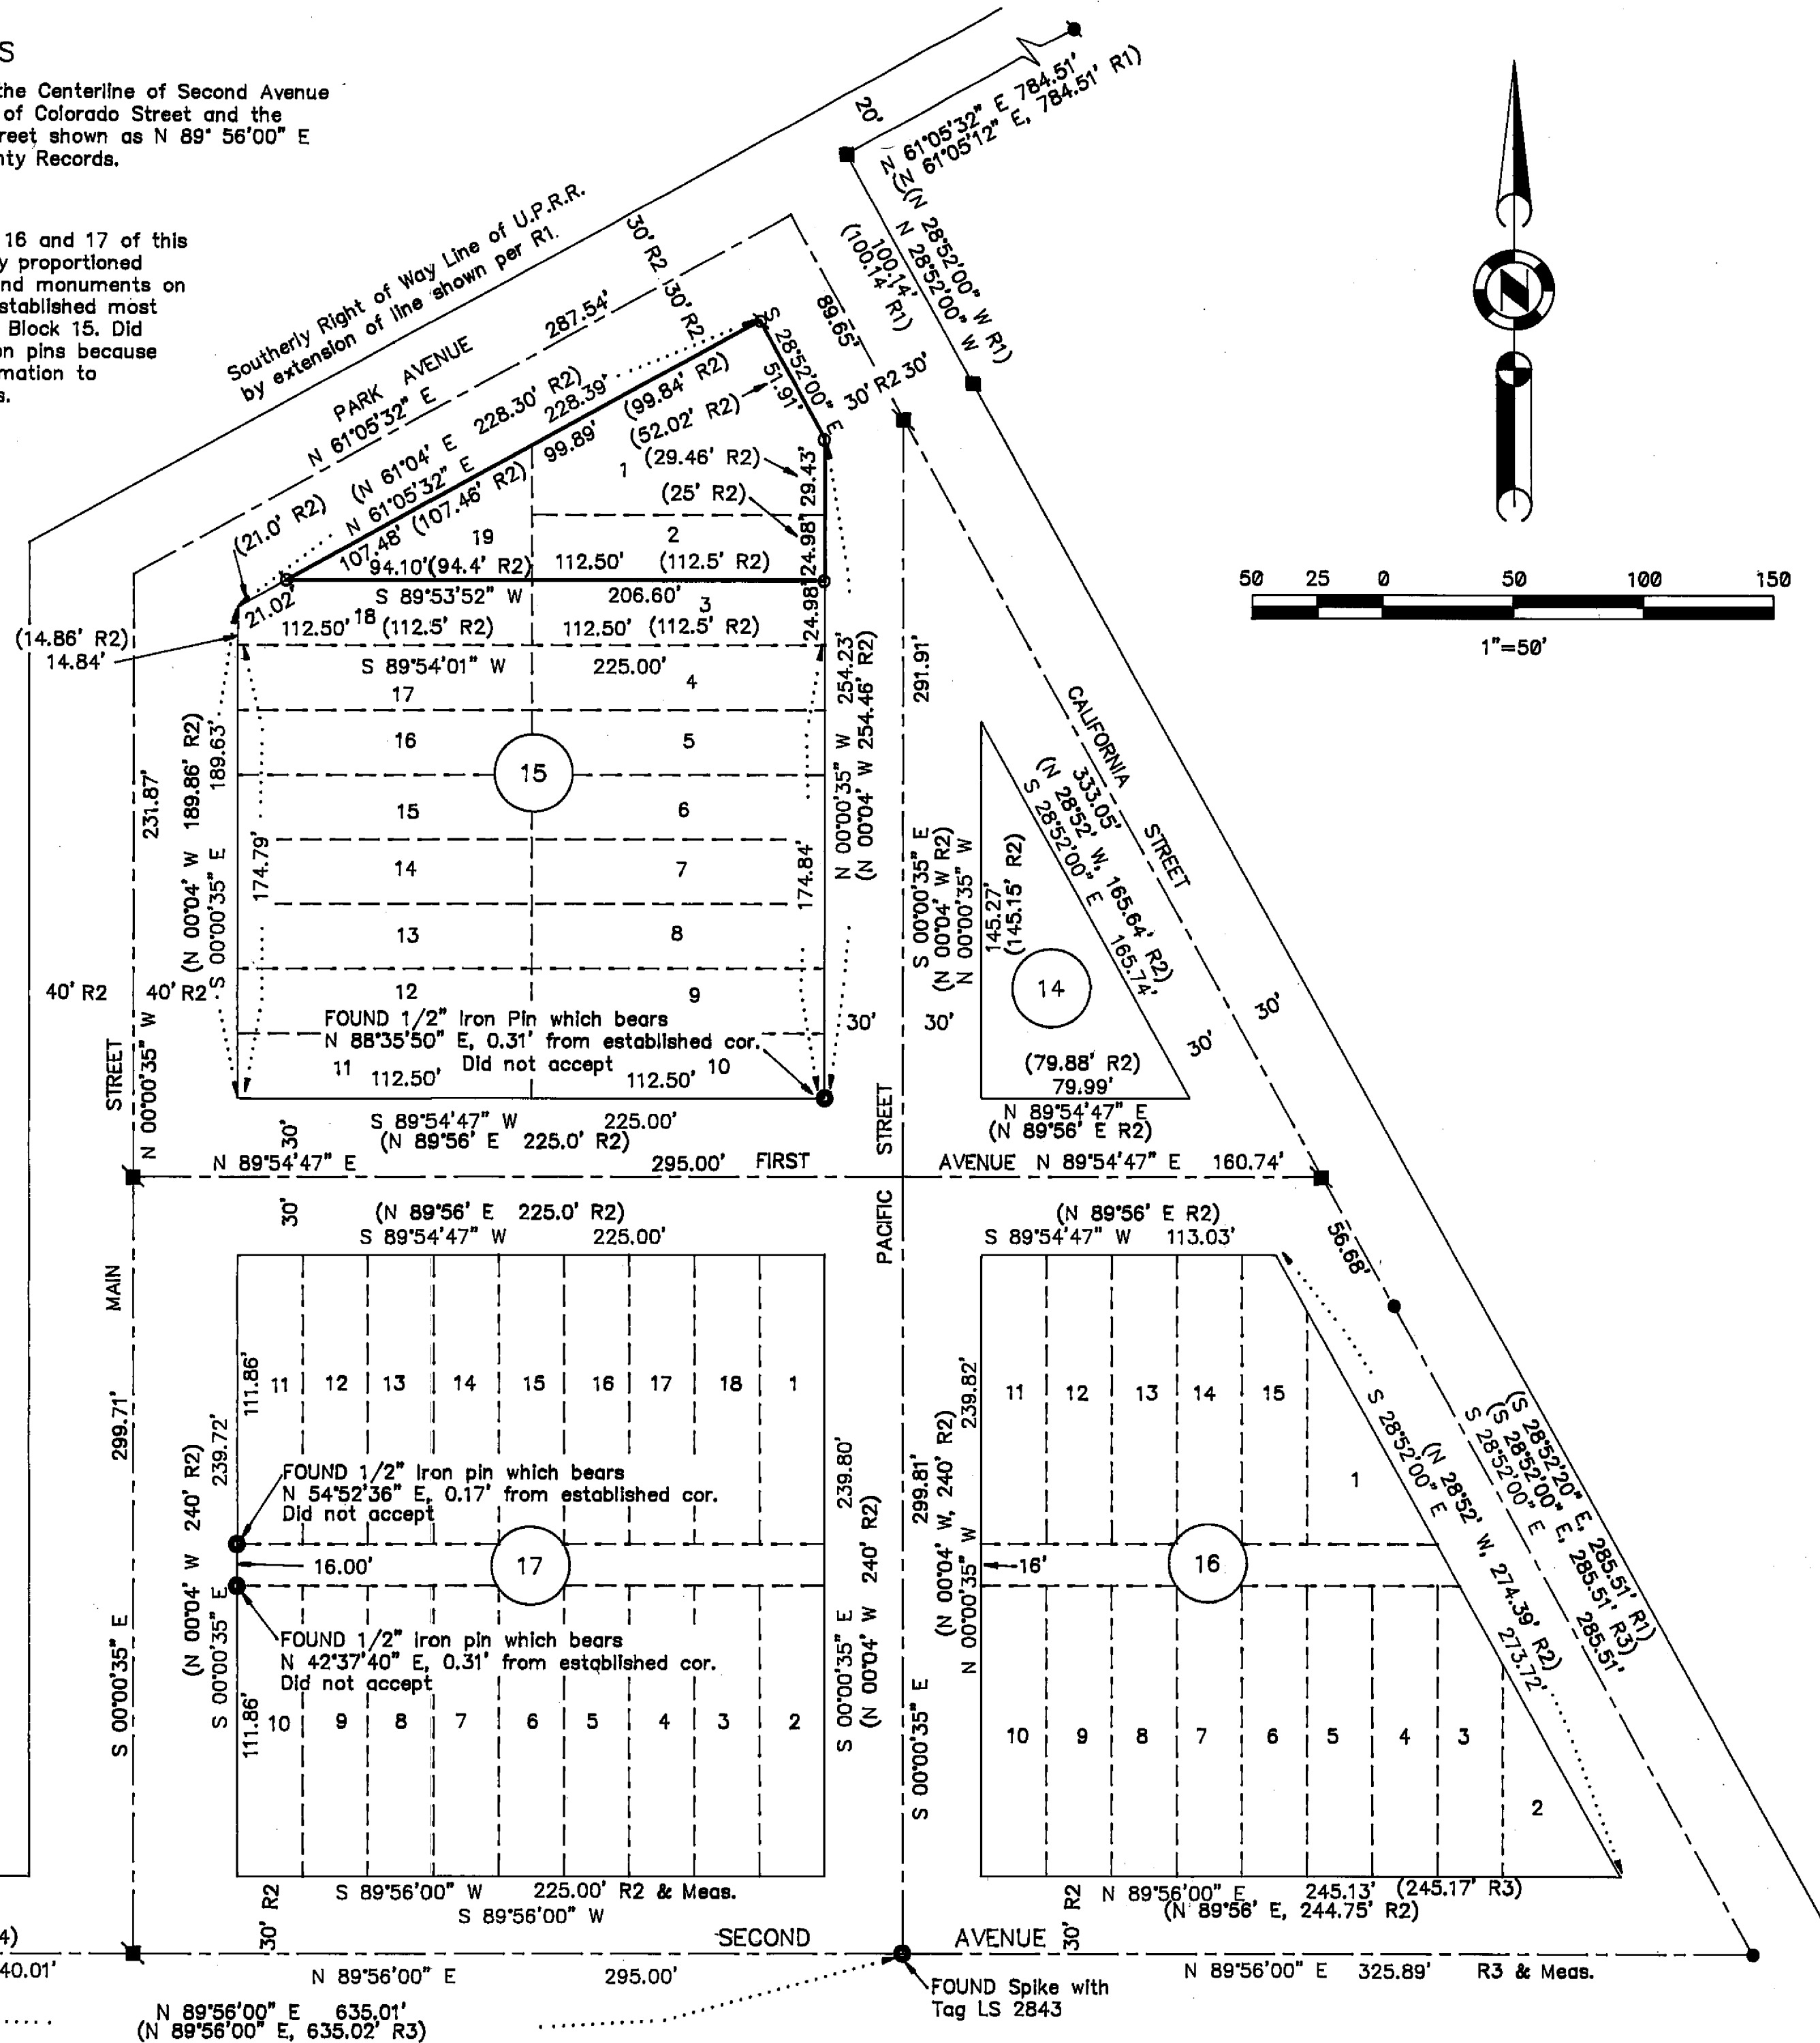 S
the Centerline of Second Avenue
of Colorado Street and the
reet shown as N 89° 56'00" E
nty Records.
16 and 17 of this
y proportioned
nd monuments on
stablished most
Block 15. Did
on pins because
mation to
s.
Southerly Right of Way Line of U.P.R.R.
by extension of line shown per R1.
20'
N 61°05'32" E 784.51'
(N 61°05'12" E, 784.51' R1)
(N 28°52'00" W R1)
N 28°52'00" W
100.14'
(100.14' R1)
30' R2
30' R2
PARK AVENUE 287.54'
N 61°05'32" E
89.65'
S 28°52'00" E
51.91'
(52.02' R2)
30' R2 30'
(N 61°04' E 228.30' R2)
N 61°05'32" E 228.39'
(99.84' R2)
99.89'
107.48' (107.46' R2)
(21.0' R2)
21.02'
1
(29.46' R2)
29.43'
(25' R2)
24.98'
19
2
94.10'(94.4' R2)
112.50' (112.5' R2)
S 89°53'52" W 206.60'
24.98'
18
3
112.50' (112.5' R2)
112.50' (112.5' R2)
(14.86' R2)
14.84'
S 89°54'01" W 225.00'
17
4
16
5
15
15
6
14
7
13
8
12
9
11
10
231.87'
(N 00°04' W 189.86' R2)
S 00°00'35" E 189.63'
174.79'
174.84'
N 00°00'35" W 254.23'
(N 00°04' W 254.46' R2)
291.91'
S 00°00'35" E
(N 00°04' W R2)
N 00°00'35" W
145.27'
(145.15' R2)
CALIFORNIA STREET
333.05'
(N 28°52' W, 165.64' R2)
S 28°52'00" E 165.74'
14
50 25 0 50 100 150
1"=50'
N
40' R2
40' R2
30'
30'
30'
30'
FOUND 1/2" Iron Pin which bears
N 88°35'50" E, 0.31' from established cor.
Did not accept
112.50'
112.50'
(79.88' R2)
79.99'
N 89°54'47" E
(N 89°56' E R2)
S 89°54'47" W 225.00'
(N 89°56' E 225.0' R2)
30'
N 00°00'35" W
N 89°54'47" E 295.00' FIRST AVENUE N 89°54'47" E 160.74'
MAIN STREET
PACIFIC STREET
30'
(N 89°56' E 225.0' R2)
S 89°54'47" W 225.00'
(N 89°56' E R2)
S 89°54'47" W 113.03'
56.68'
299.71'
S 00°00'35" E
(N 00°04' W 240' R2)
S 00°00'35" E 239.72'
111.86'
11 12 13 14 15 16 17 18 1
FOUND 1/2" Iron pin which bears
N 54°52'36" E, 0.17' from established cor.
Did not accept
16.00'
17
FOUND 1/2" iron pin which bears
N 42°37'40" E, 0.31' from established cor.
Did not accept
111.86'
10 9 8 7 6 5 4 3 2
S 00°00'35" E 239.80'
(N 00°04' W 240' R2)
S 00°00'35" E 299.81'
(N 00°04' W, 240' R2)
N 00°00'35" W 239.82'
11 12 13 14 15
1
16'
16
10 9 8 7 6 5 4 3
2
(N 28°52' W, 274.39' R2)
S 28°52'00" E 273.72'
(S 28°52'20" E, 285.51' R1)
(S 28°52'00" E, 285.51' R3)
S 28°52'00" E 285.51'
30' R2
S 89°56'00" W 225.00' R2 & Meas.
S 89°56'00" W
30' R2
N 89°56'00" E 245.13' (245.17' R3)
(N 89°56' E, 244.75' R2)
SECOND AVENUE
4)
40.01'
N 89°56'00" E 295.00'
N 89°56'00" E 325.89' R3 & Meas.
FOUND Spike with
Tag LS 2843
N 89°56'00" E 635.01'
(N 89°56'00" E, 635.02' R3)